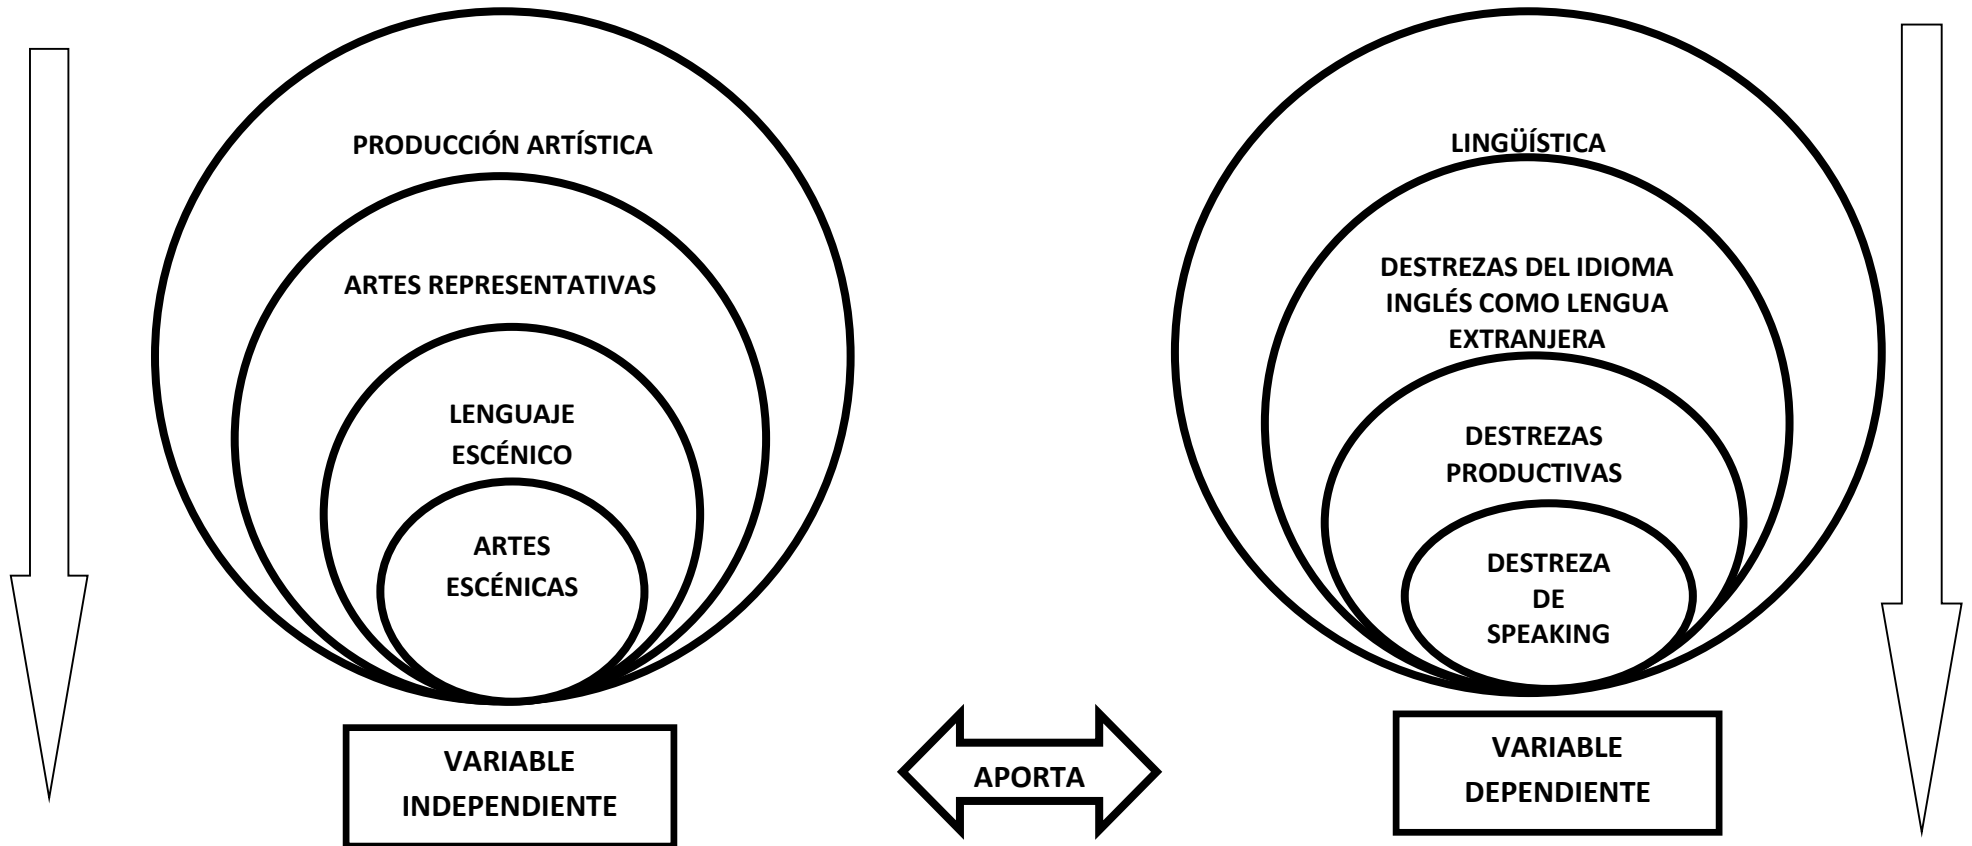 PRODUCCIÓN ARTÍSTICA
ARTES REPRESENTATIVAS
LENGUAJE
ESCÉNICO
ARTES
ESCÉNICAS
VARIABLE
INDEPENDIENTE
APORTA
LINGÜÍSTICA
DESTREZAS DEL IDIOMA
INGLÉS COMO LENGUA
EXTRANJERA
DESTREZAS
PRODUCTIVAS
DESTREZA
DE
SPEAKING
VARIABLE
DEPENDIENTE